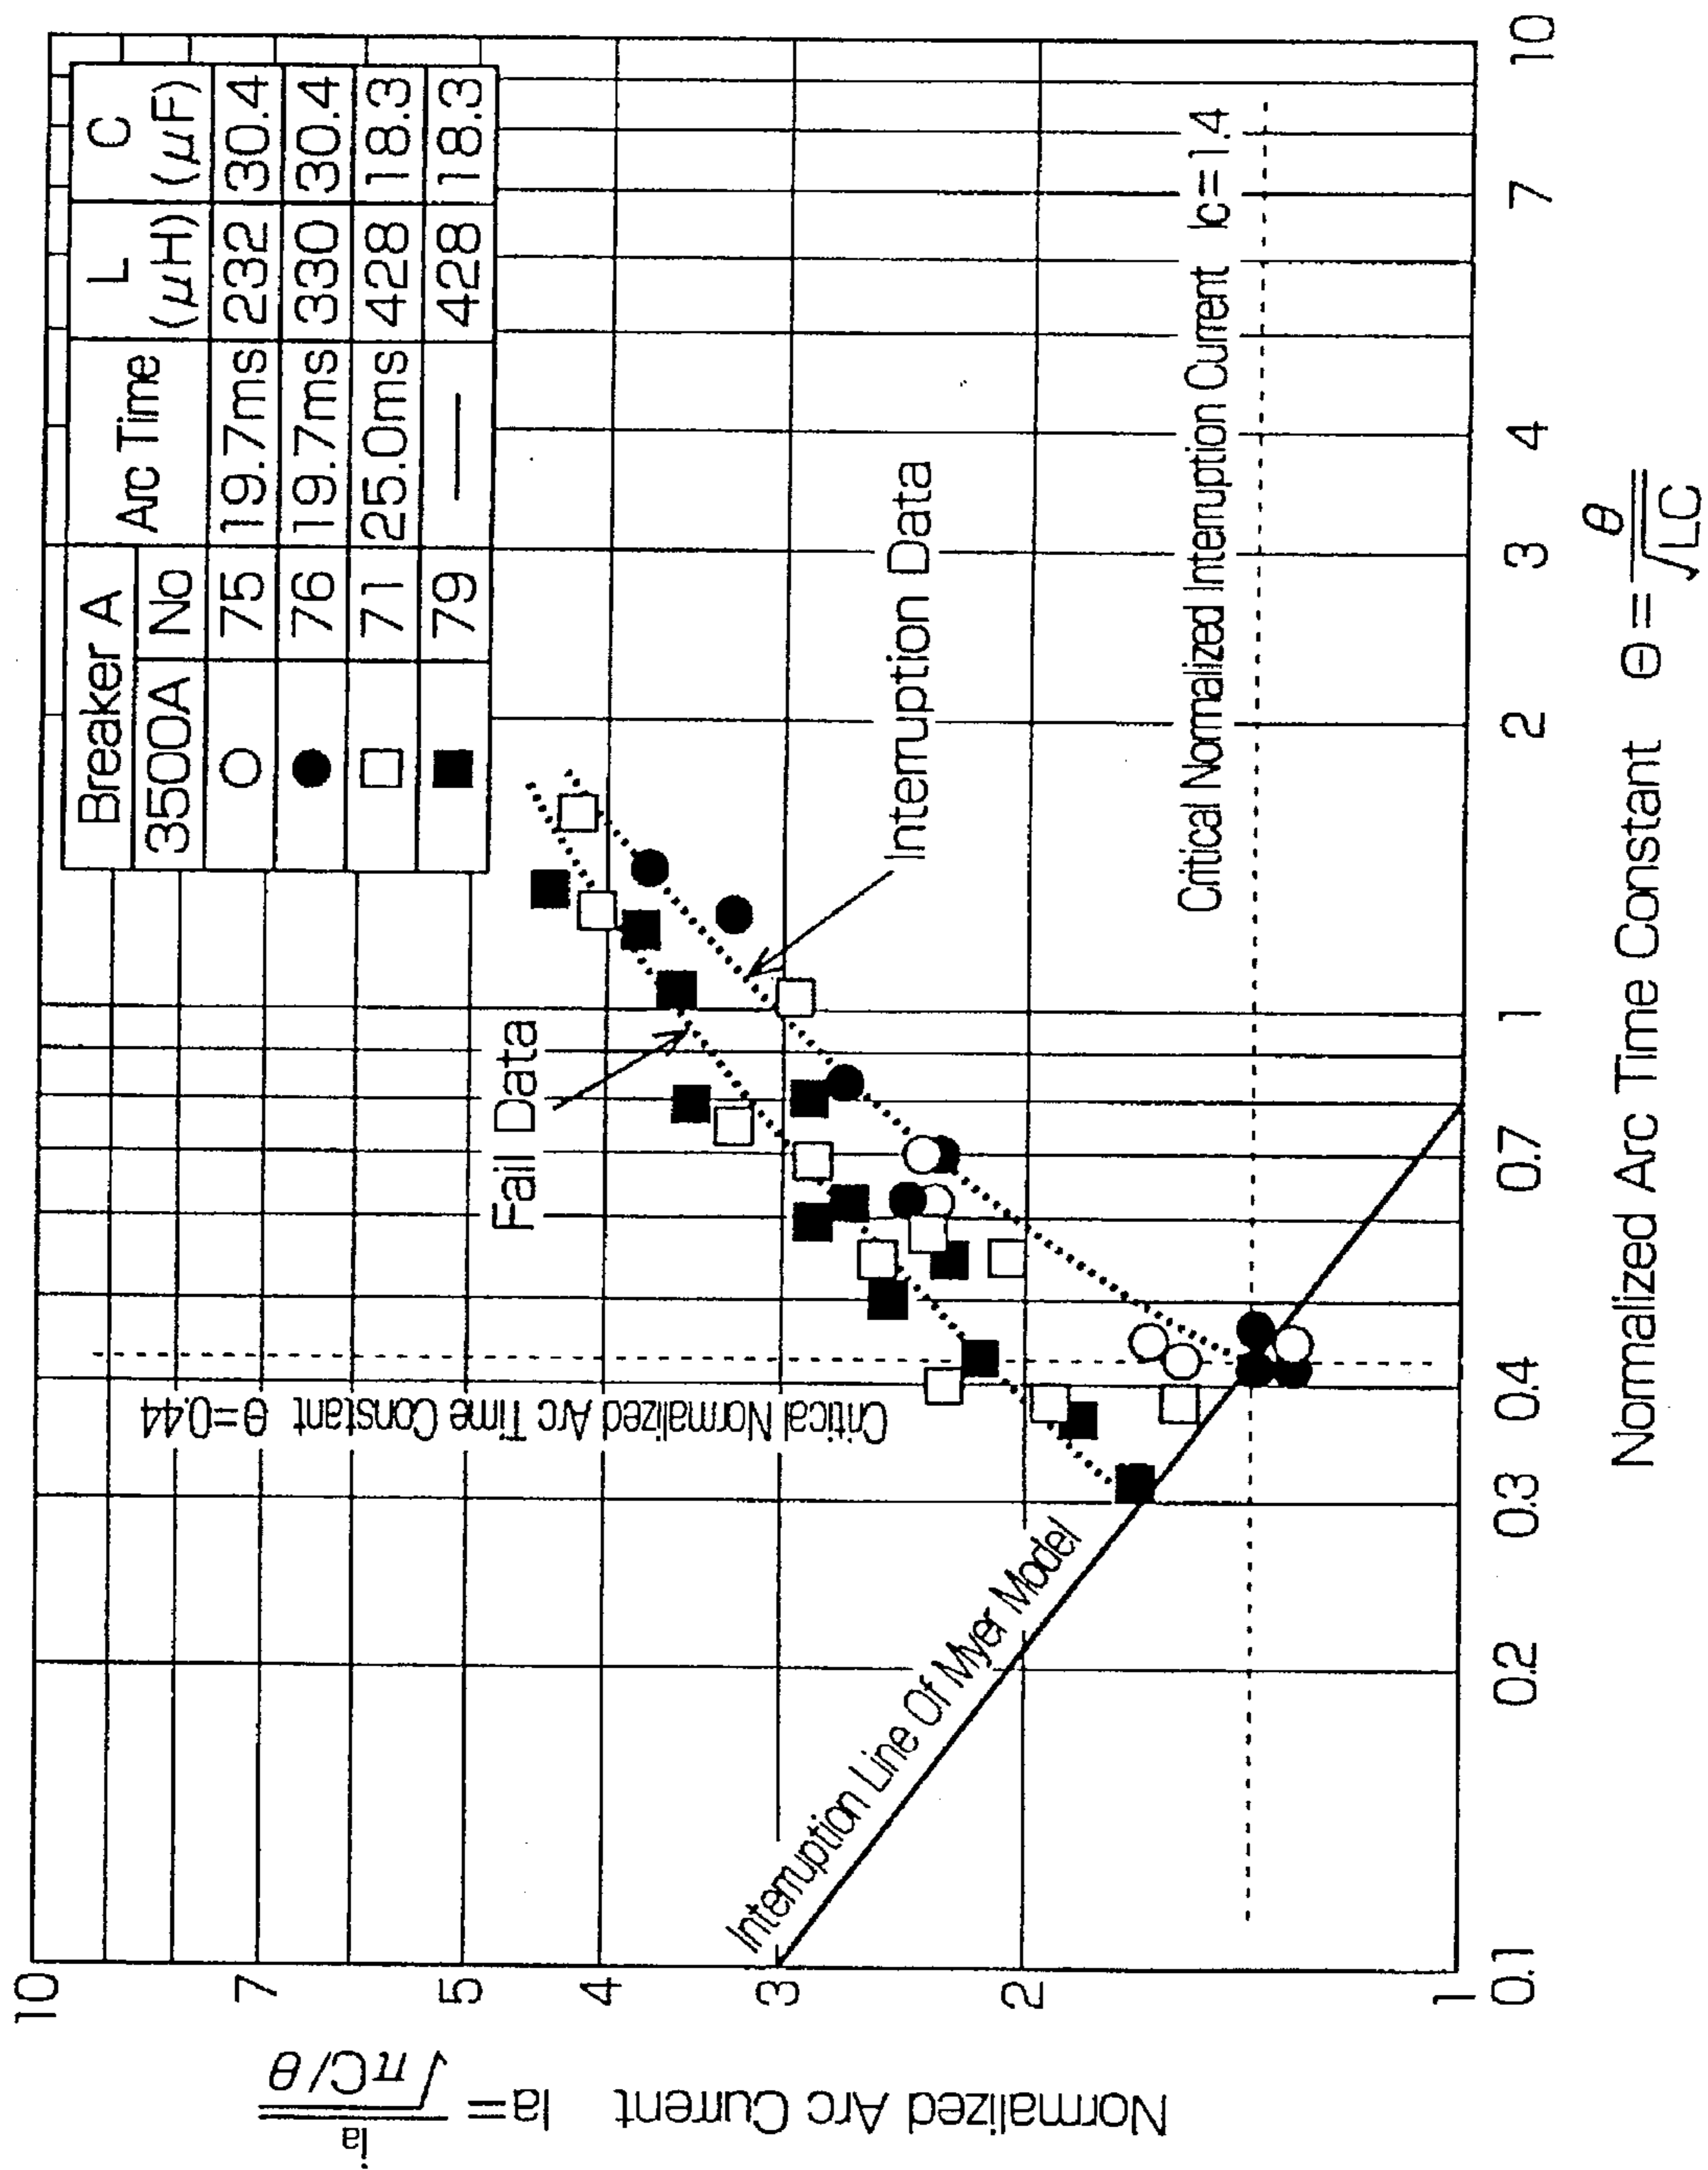 Breaker A Arc Time L C
3500A No (μH) (μF)
○ 75 19.7ms 232 30.4
● 76 19.7ms 330 30.4
□ 71 25.0ms 428 18.3
■ 79 — 428 18.3
Fail Data
Interruption Data
Critical Normalized Arc Time Constant Θ=0.44
Critical Normalized Interruption Current Ic=1.4
Interruption Line Of Myer Model
10
7
5
4
3
2
1
0.1 0.2 0.3 0.4 0.7 1 2 3 4 7 10
Normalized Arc Current Ia = ia / √πC/θ
Normalized Arc Time Constant Θ = θ / √LC